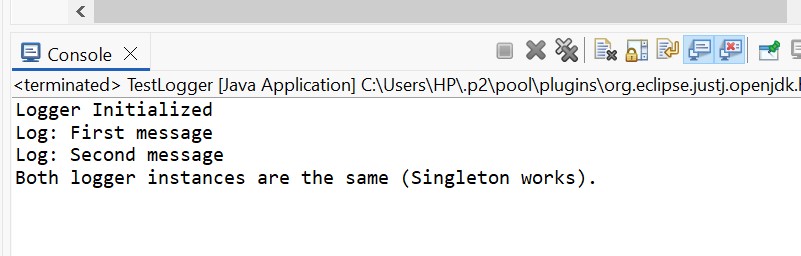 Console
<terminated> TestLogger [Java Application] C:\Users\HP\.p2\pool\plugins\org.eclipse.justj.openjdk.
Logger Initialized
Log: First message
Log: Second message
Both logger instances are the same (Singleton works).